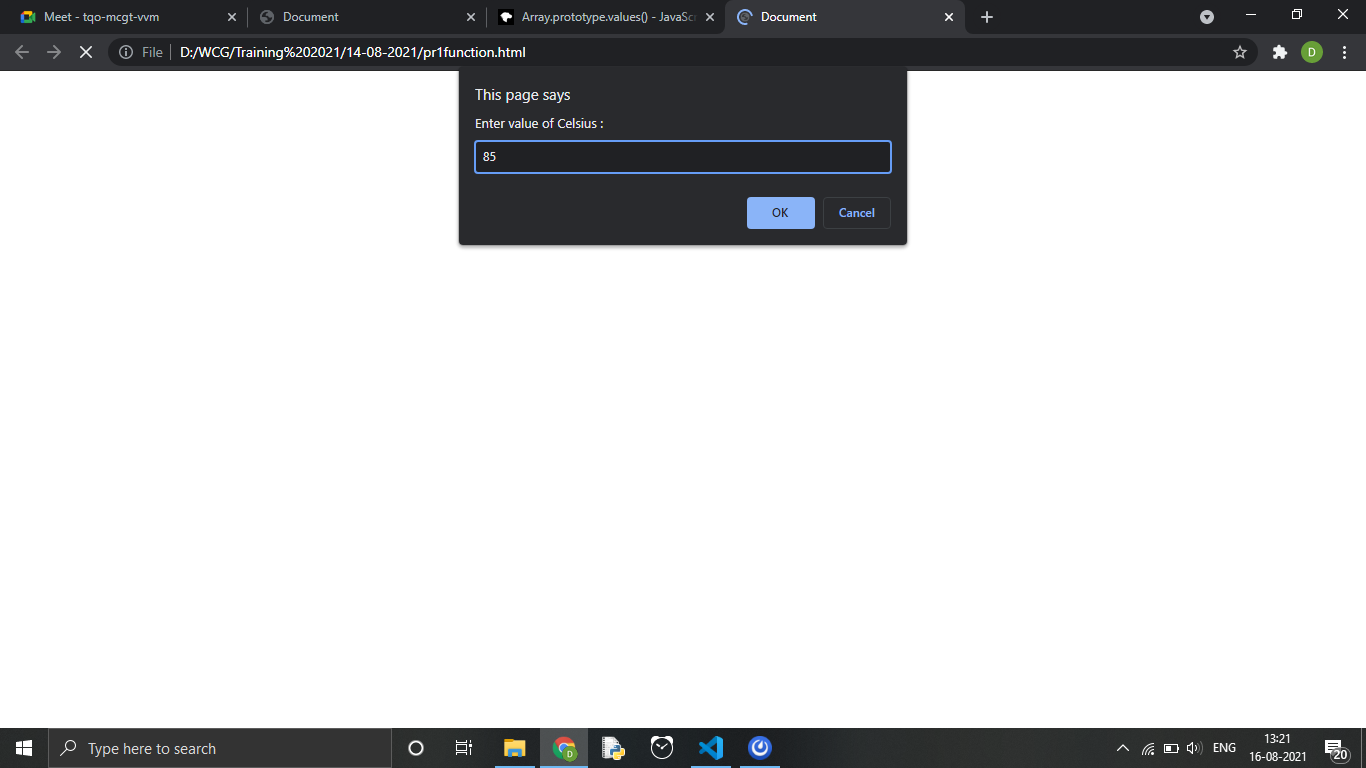 Meet - tqo-mcgt-vvm
Document
Array.prototype.values() - JavaScr
Document
File
D:/WCG/Training%202021/14-08-2021/pr1function.html
D
This page says
Enter value of Celsius :
85
OK
Cancel
Type here to search
D
ENG
13:21
16-08-2021
20